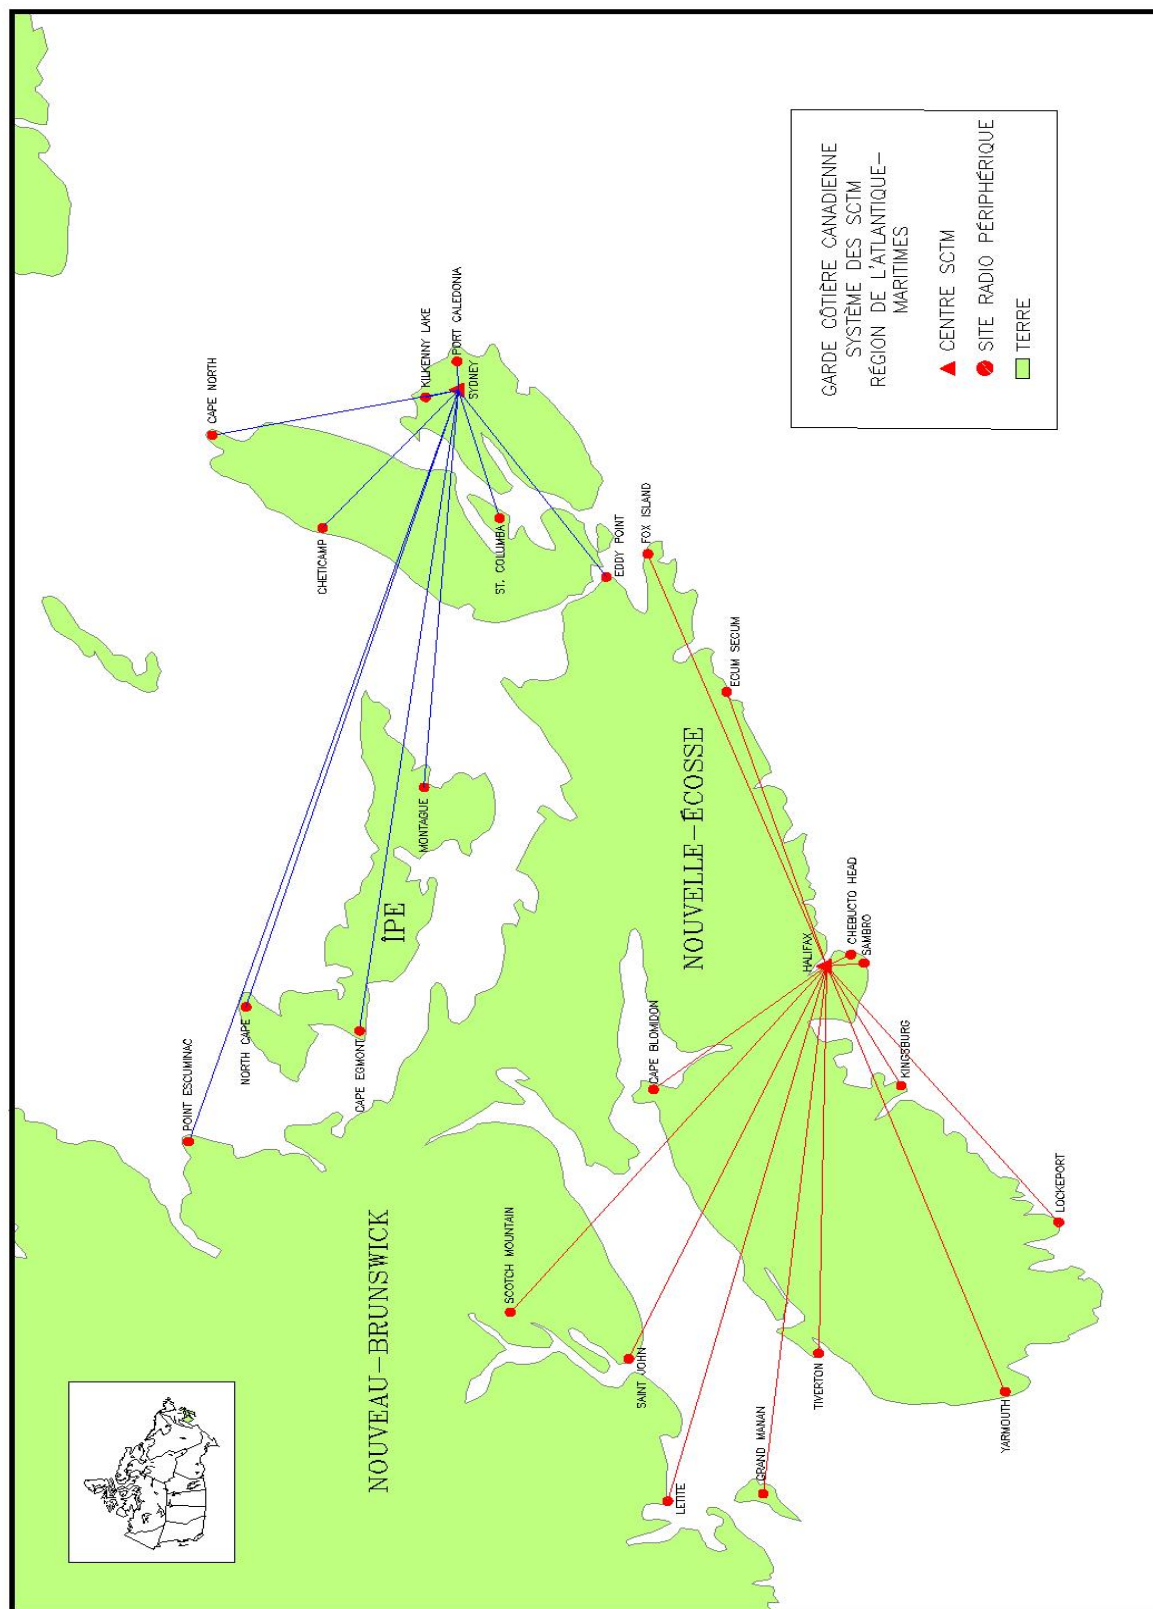 GARDE CÔTIÈRE CANADIENNE
SYSTÈME DES SCTM
RÉGION DE L'ATLANTIQUE-
MARITIMES
CENTRE SCTM
SITE RADIO PÉRIPHÉRIQUE
TERRE
CAPE NORTH
KILKENNY LAKE
PORT CALEDONIA
SYDNEY
CHETICAMP
ST. COLUMBA
EDDY POINT
FOX ISLAND
ECUM SECUM
MONTAGUE
ÎPE
NORTH CAPE
CAPE EGMONT
POINT ESCUMINAC
NOUVELLE-ÉCOSSE
HALIFAX
CHEBUCTO HEAD
SAMBRO
CAPE BLOMIDON
KINGSBURG
LOCKEPORT
NOUVEAU-BRUNSWICK
SCOTCH MOUNTAIN
SAINT JOHN
TIVERTON
YARMOUTH
GRAND MANAN
LETITE